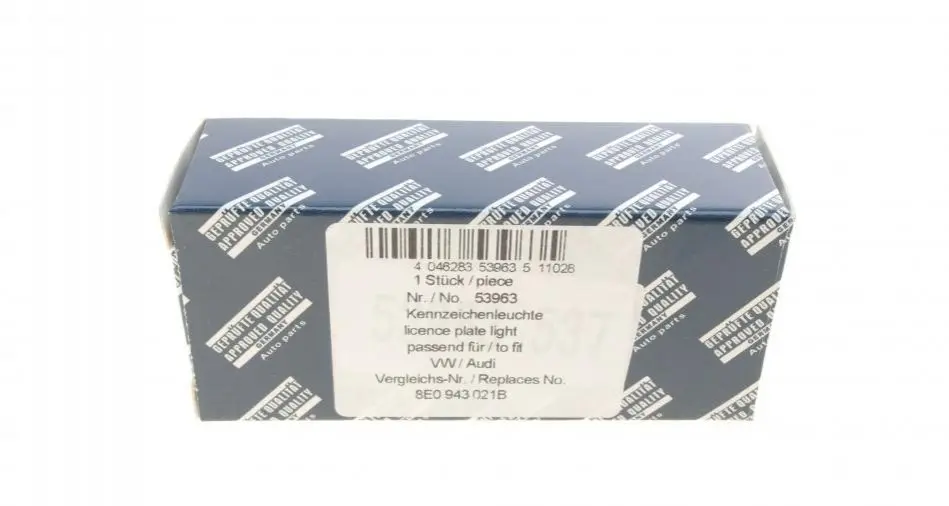 GEPRÜFTE QUALITÄT
APPROVED QUALITY
GERMANY
Auto parts
4 046283 53963 5 11028
1 Stück / piece
Nr. / No. 53963
Kennzeichenleuchte
licence plate light
passend für / to fit
VW / Audi
Vergleichs-Nr. / Replaces No.
8E0 943 021B